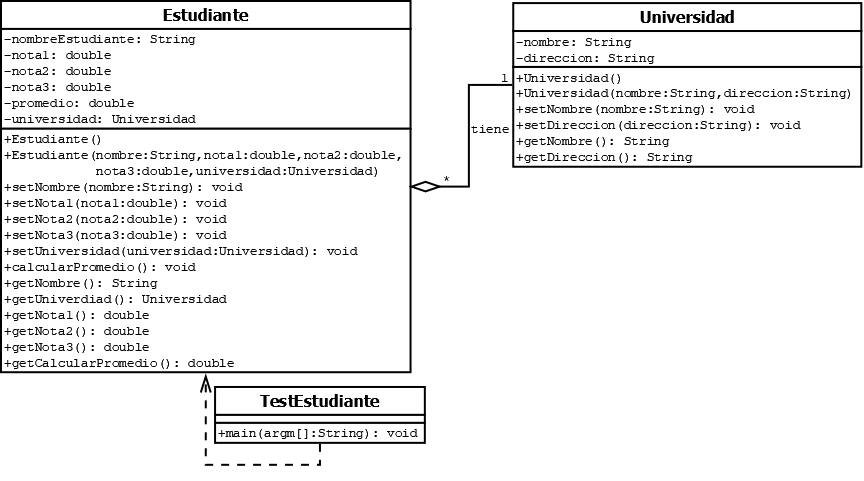 Estudiante
-nombreEstudiante: String
-nota1: double
-nota2: double
-nota3: double
-promedio: double
-universidad: Universidad
+Estudiante()
+Estudiante(nombre:String,nota1:double,nota2:double,
nota3:double,universidad:Universidad)
+setNombre(nombre:String): void
+setNota1(nota1:double): void
+setNota2(nota2:double): void
+setNota3(nota3:double): void
+setUniversidad(universidad:Universidad): void
+calcularPromedio(): void
+getNombre(): String
+getUniverdiad(): Universidad
+getNota1(): double
+getNota2(): double
+getNota3(): double
+getCalcularPromedio(): double
*
tiene
1
Universidad
-nombre: String
-direccion: String
+Universidad()
+Universidad(nombre:String,direccion:String)
+setNombre(nombre:String): void
+setDireccion(direccion:String): void
+getNombre(): String
+getDireccion(): String
TestEstudiante
+main(argm[]:String): void